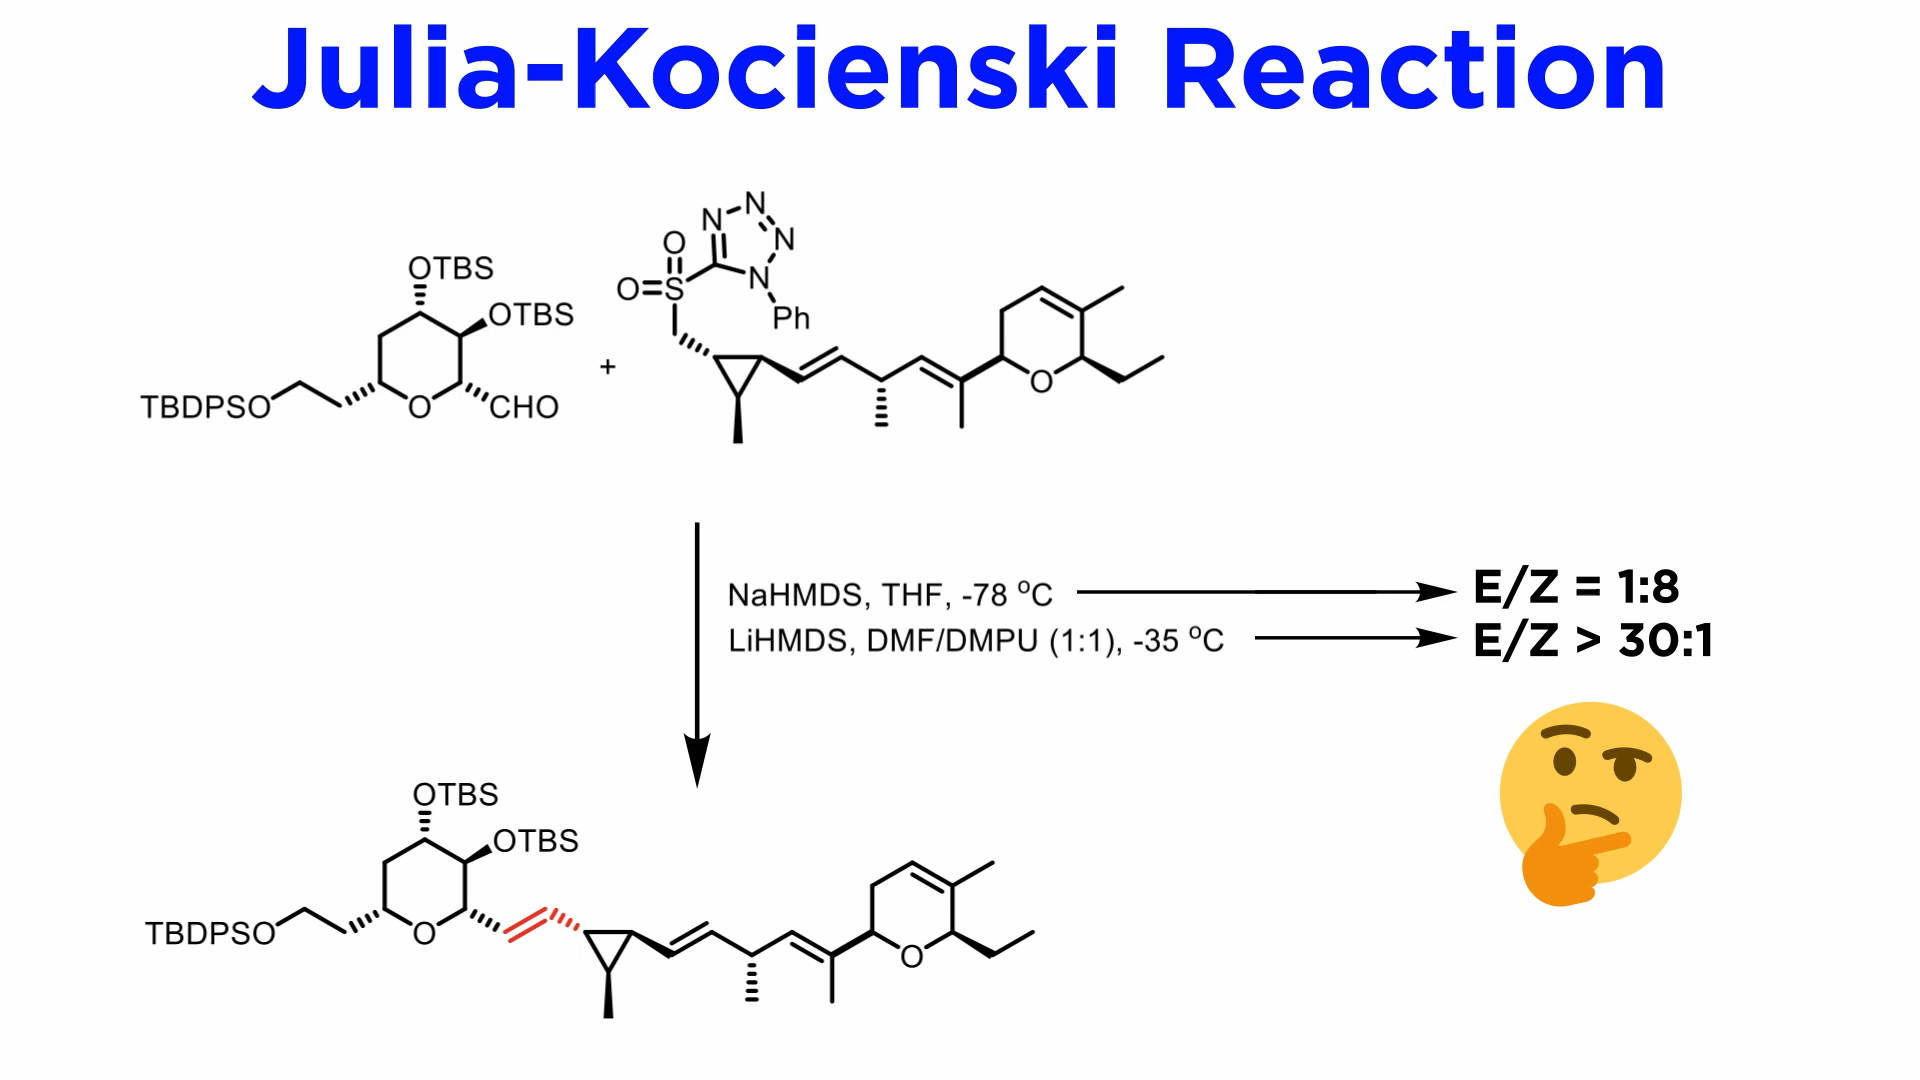 Julia-Kocienski Reaction
N
N
N
N
O
O=S
Ph
OTBS
OTBS
TBDPSO
O
CHO
+
O
NaHMDS, THF, -78 °C
E/Z = 1:8
LiHMDS, DMF/DMPU (1:1), -35 °C
E/Z > 30:1
OTBS
OTBS
TBDPSO
O
O